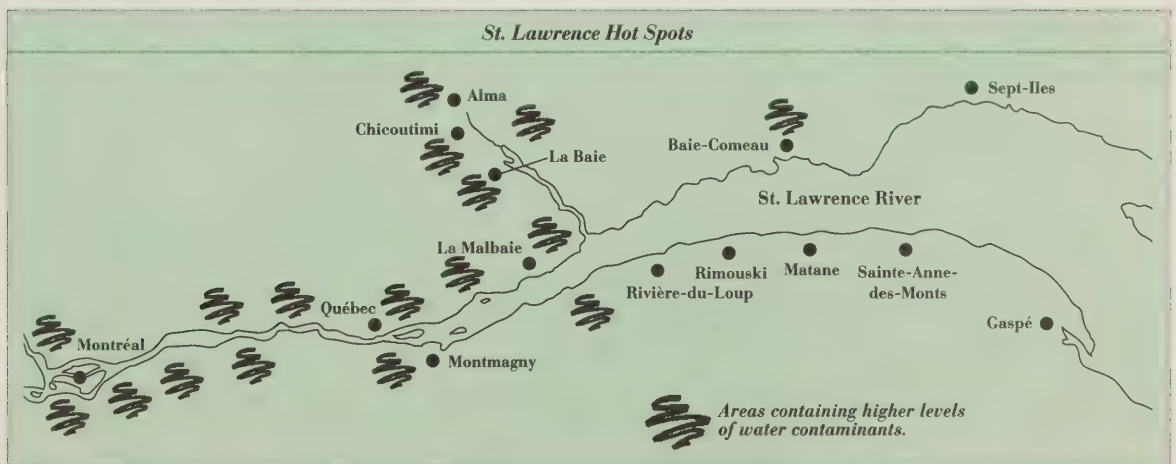 St. Lawrence Hot Spots
Alma
Sept-Iles
Chicoutimi
La Baie
Baie-Comeau
St. Lawrence River
La Malbaie
Rimouski
Matane
Sainte-Anne-
des-Monts
Rivière-du-Loup
Québec
Gaspé
Montréal
Montmagny
Areas containing higher levels
of water contaminants.